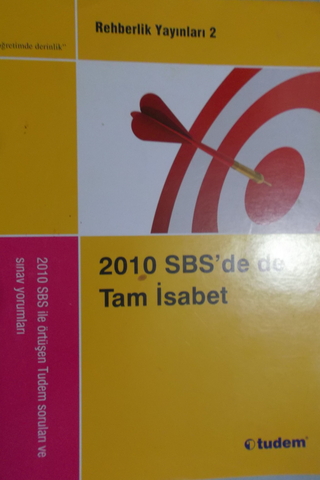 Rehberlik Yayınları 2
öğretimde derinlik"
2010 SBS'de de
Tam İsabet
2010 SBS ile örtüşen Tudem soruları ve
sınav yorumları
tudem